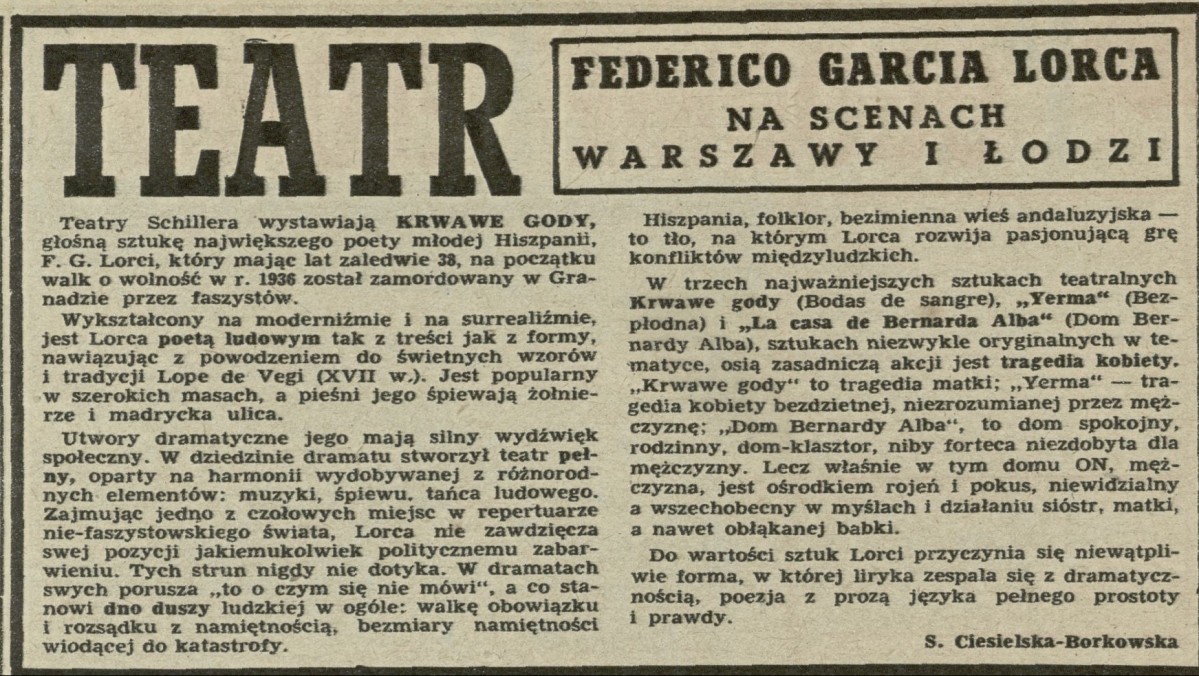 TEATR
FEDERICO GARCIA LORCA
NA SCENACH
WARSZAWY I ŁODZI
Teatry Schillera wystawiają KRWAWE GODY,
głośną sztukę największego poety młodej Hiszpanii,
F. G. Lorci, który mając lat zaledwie 38, na początku
walk o wolność w r. 1936 został zamordowany w Gra-
nadzie przez faszystów.
Wykształcony na moderniźmie i na surrealiźmie,
jest Lorca poetą ludowym tak z treści jak z formy,
nawiązując z powodzeniem do świetnych wzorów
i tradycji Lope de Vegi (XVII w.). Jest popularny
w szerokich masach, a pieśni jego śpiewają żołnie-
rze i madrycka ulica.
Utwory dramatyczne jego mają silny wydźwięk
społeczny. W dziedzinie dramatu stworzył teatr peł-
ny, oparty na harmonii wydobywanej z różnorod-
nych elementów: muzyki, śpiewu. tańca ludowego.
Zajmując jedno z czołowych miejsc w repertuarze
nie-faszystowskiego świata, Lorca nie zawdzięcza
swej pozycji jakiemukolwiek politycznemu zabar-
wieniu. Tych strun nigdy nie dotyka. W dramatach
swych porusza „to o czym się nie mówi“, a co sta-
nowi dno duszy ludzkiej w ogóle: walkę obowiązku
i rozsądku z namiętnością, bezmiary namiętności
wiodącej do katastrofy.
Hiszpania, folklor, bezimienna wieś andaluzyjska —
to tło, na którym Lorca rozwija pasjonującą grę
konfliktów międzyludzkich.
W trzech najważniejszych sztukach teatralnych
Krwawe gody (Bodas de sangre), „Yerma“ (Bez-
płodna) i „La casa de Bernarda Alba“ (Dom Ber-
nardy Alba), sztukach niezwykle oryginalnych w te-
matyce, osią zasadniczą akcji jest tragedia kobiety.
„Krwawe gody“ to tragedia matki; „Yerma“ — tra-
gedia kobiety bezdzietnej, niezrozumianej przez męż-
czyznę; „Dom Bernardy Alba“, to dom spokojny,
rodzinny, dom-klasztor, niby forteca niezdobyta dla
mężczyzny. Lecz właśnie w tym domu ON, męż-
czyzna, jest ośrodkiem rojeń i pokus, niewidzialny
a wszechobecny w myślach i działaniu sióstr, matki,
a nawet obłąkanej babki.
Do wartości sztuk Lorci przyczynia się niewątpli-
wie forma, w której liryka zespala się z dramatycz-
nością, poezja z prozą języka pełnego prostoty
i prawdy.
S. Ciesielska-Borkowska